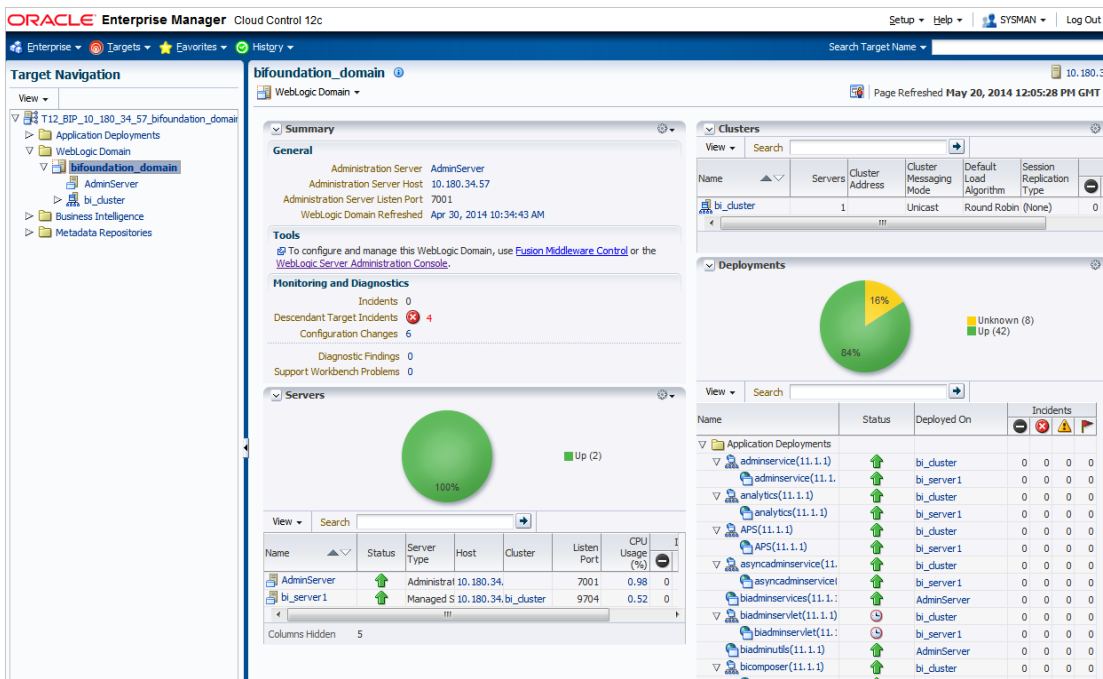 ORACLE Enterprise Manager Cloud Control 12c
Setup Help SYSMAN Log Out
Enterprise Targets Favorites History
Search Target Name
Target Navigation
View
T12_BIP_10_180_34_57_bifoundation_domain
Application Deployments
WebLogic Domain
bifoundation_domain
AdminServer
bi_cluster
Business Intelligence
Metadata Repositories
bifoundation_domain
10.180.3
WebLogic Domain
Page Refreshed May 20, 2014 12:05:28 PM GMT
Summary
General
Administration Server AdminServer
Administration Server Host 10.180.34.57
Administration Server Listen Port 7001
WebLogic Domain Refreshed Apr 30, 2014 10:34:43 AM
Tools
To configure and manage this WebLogic Domain, use Fusion Middleware Control or the
WebLogic Server Administration Console.
Monitoring and Diagnostics
Incidents 0
Descendant Target Incidents 4
Configuration Changes 6
Diagnostic Findings 0
Support Workbench Problems 0
Servers
100%
Up (2)
View Search
Name Status Server Type Host Cluster Listen Port CPU Usage (%) I
AdminServer Administrat 10.180.34. 7001 0.98 0
bi_server1 Managed S 10.180.34. bi_cluster 9704 0.52 0
Columns Hidden 5
Clusters
View Search
Name Servers Cluster Address Cluster Messaging Mode Default Load Algorithm Session Replication Type
bi_cluster 1 Unicast Round Robin (None) 0
Deployments
16%
84%
Unknown (8)
Up (42)
View Search
Name Status Deployed On Incidents
Application Deployments
adminservice(11.1.1) bi_cluster 0 0 0 0
adminservice(11.1. bi_server1 0 0 0 0
analytics(11.1.1) bi_cluster 0 0 0 0
analytics(11.1.1) bi_server1 0 0 0 0
APS(11.1.1) bi_cluster 0 0 0 0
APS(11.1.1) bi_server1 0 0 0 0
asyncadminservice(11. bi_cluster 0 0 0 0
asyncadminservice( bi_server1 0 0 0 0
biadminservices(11.1. AdminServer 0 0 0 0
biadminservlet(11.1.1) bi_cluster 0 0 0 0
biadminservlet(11. bi_server1 0 0 0 0
biadminutils(11.1.1) AdminServer 0 0 0 0
bicomposer(11.1.1) bi_cluster 0 0 0 0